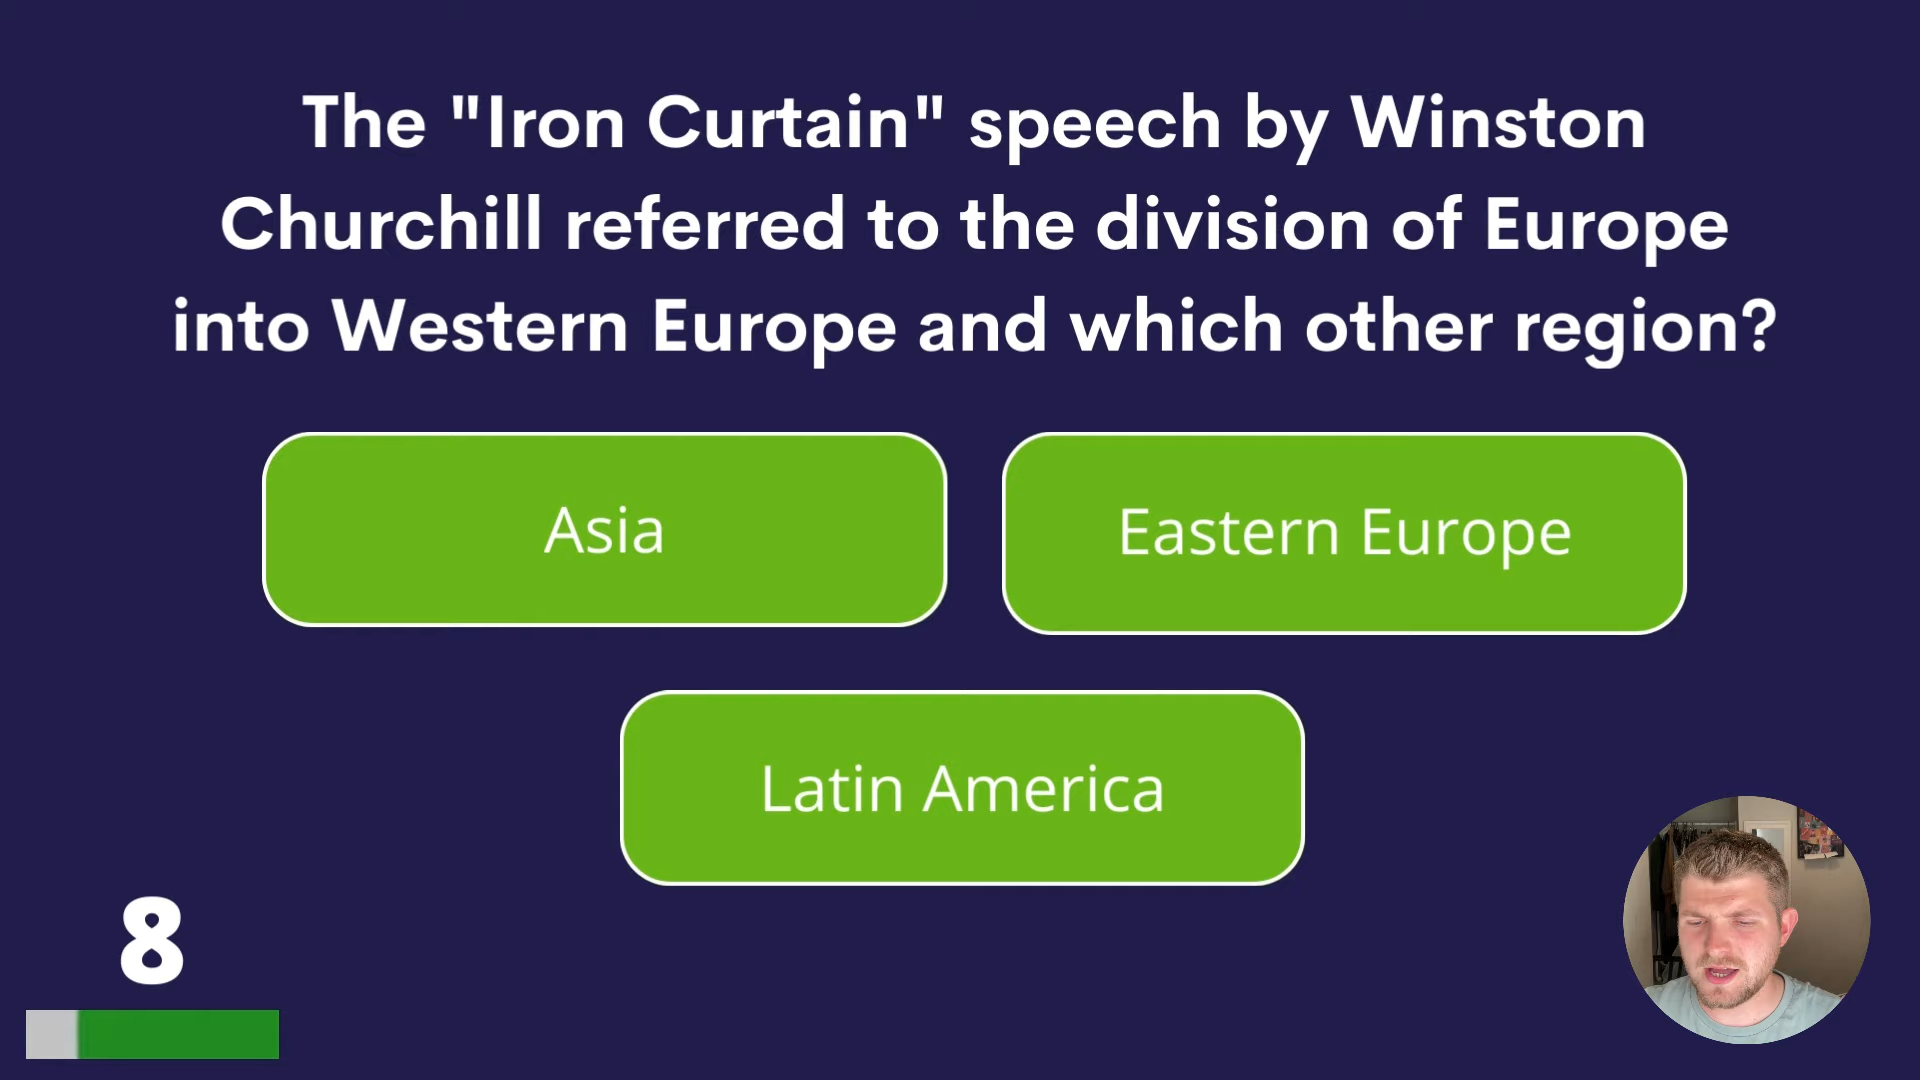 The "Iron Curtain" speech by Winston
Churchill referred to the division of Europe
into Western Europe and which other region?
Asia
Eastern Europe
Latin America
8